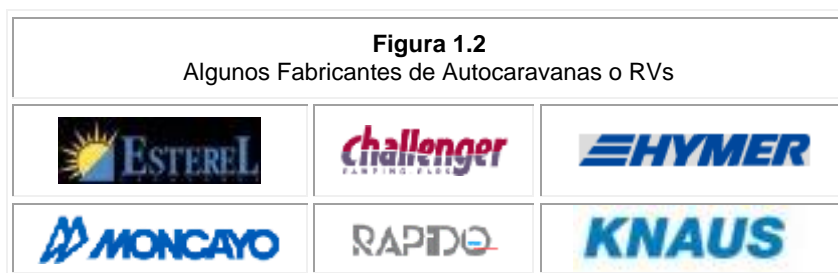 Figura 1.2
Algunos Fabricantes de Autocaravanas o RVs
ESTEREL
challenger
HYMER
MONCAYO
RAPIDO
KNAUS